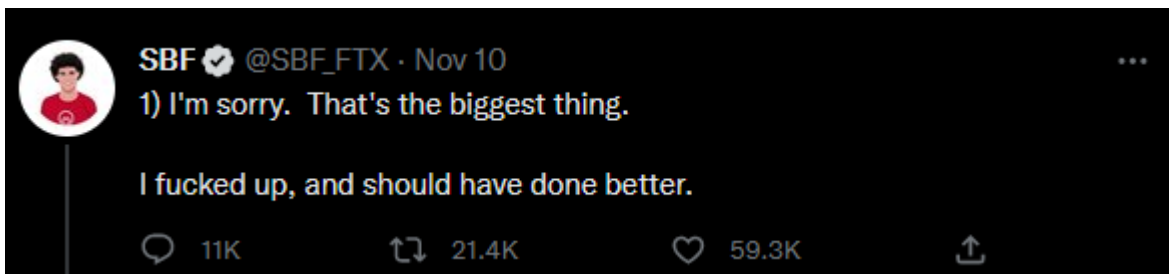 SBF @SBF_FTX · Nov 10
1) I'm sorry.  That's the biggest thing.
I fucked up, and should have done better.
11K 21.4K 59.3K